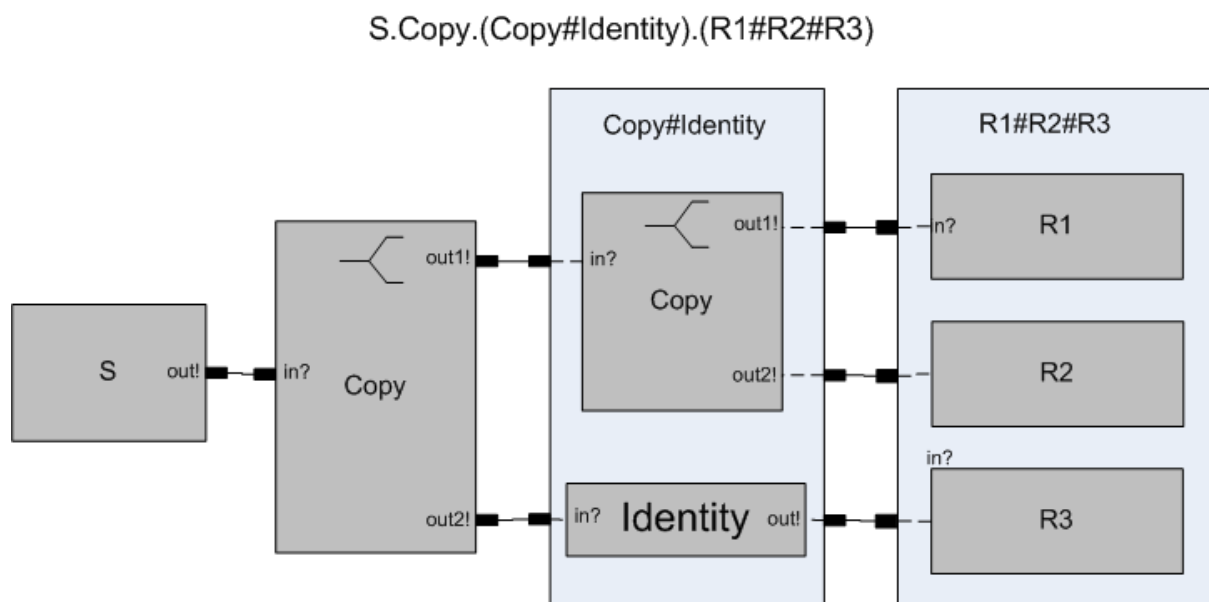 S.Copy.(Copy#Identity).(R1#R2#R3)
Copy#Identity
R1#R2#R3
out1!
in?
R1
out1!
in?
Copy
S
out!
in?
Copy
out2!
R2
in?
out2!
in?
Identity
out!
R3